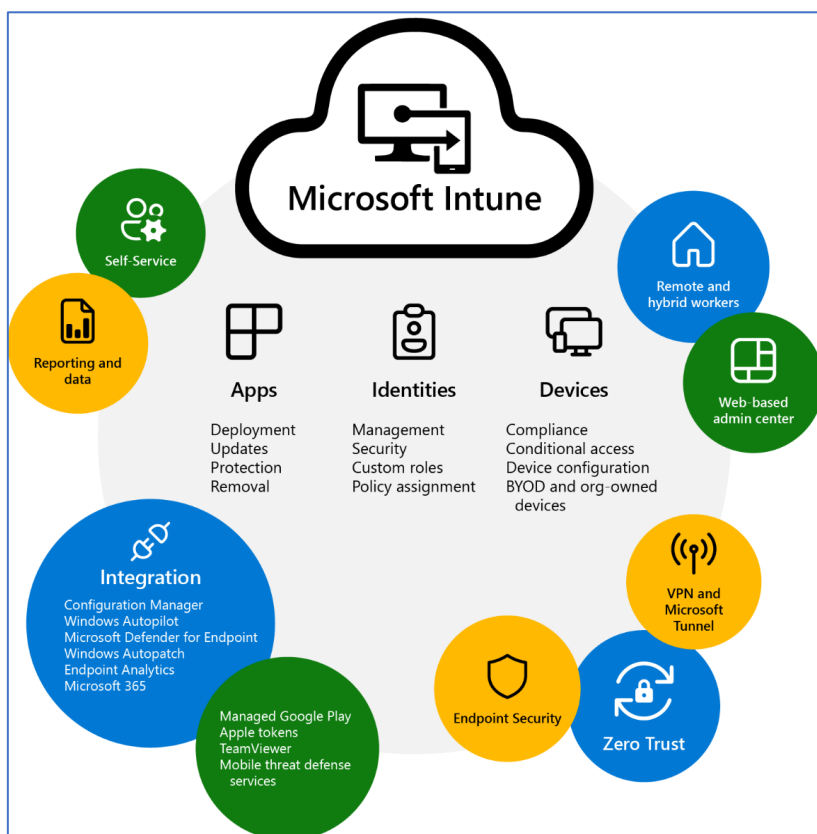 Microsoft Intune
Self-Service
Reporting and
data
Remote and
hybrid workers
Web-based
admin center
Apps
Deployment
Updates
Protection
Removal
Identities
Management
Security
Custom roles
Policy assignment
Devices
Compliance
Conditional access
Device configuration
BYOD and org-owned
devices
Integration
Configuration Manager
Windows Autopilot
Microsoft Defender for Endpoint
Windows Autopatch
Endpoint Analytics
Microsoft 365
Managed Google Play
Apple tokens
TeamViewer
Mobile threat defense
services
Endpoint Security
VPN and
Microsoft
Tunnel
Zero Trust